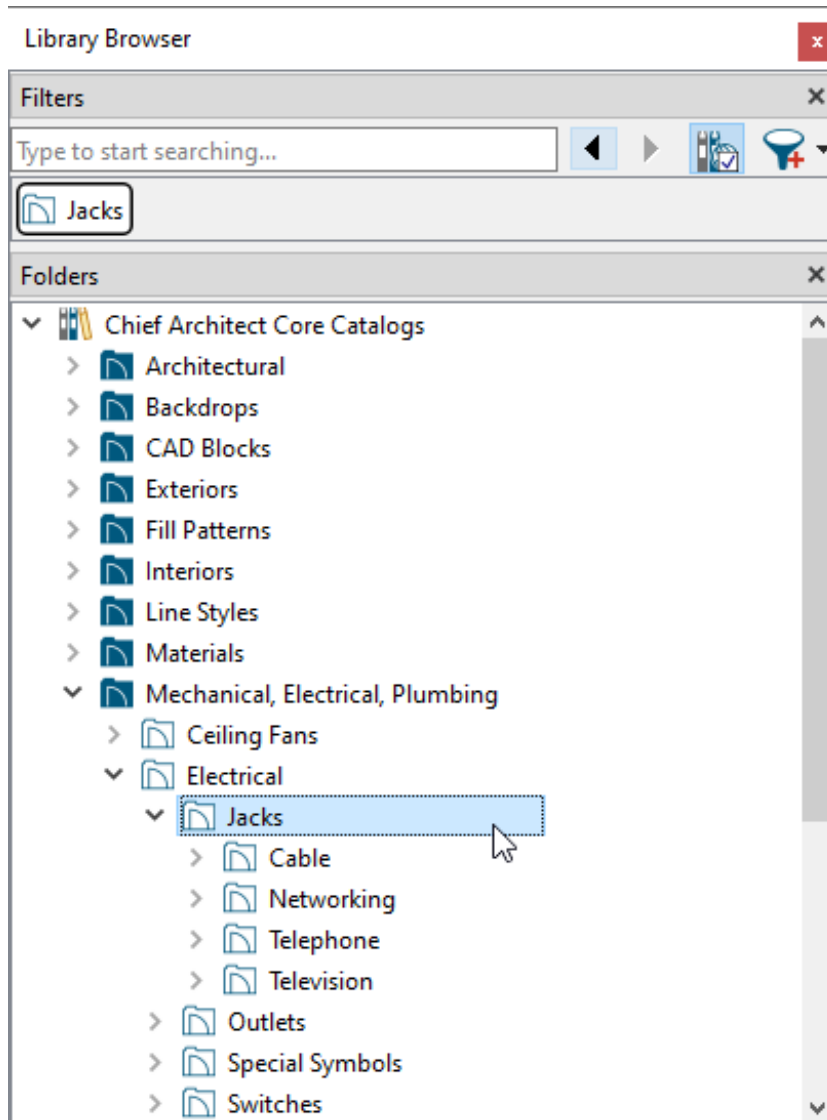 Library Browser
x
Filters
Type to start searching...
Jacks
Folders
Chief Architect Core Catalogs
Architectural
Backdrops
CAD Blocks
Exteriors
Fill Patterns
Interiors
Line Styles
Materials
Mechanical, Electrical, Plumbing
Ceiling Fans
Electrical
Jacks
Cable
Networking
Telephone
Television
Outlets
Special Symbols
Switches